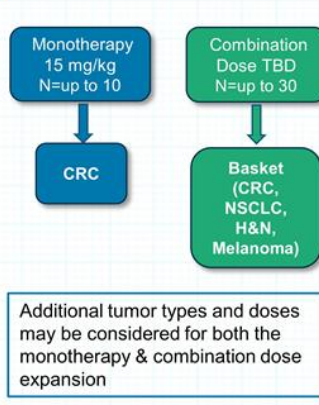 Monotherapy
15 mg/kg
N=up to 10
Combination
Dose TBD
N=up to 30
CRC
Basket
(CRC,
NSCLC,
H&N,
Melanoma)
Additional tumor types and doses
may be considered for both the
monotherapy & combination dose
expansion